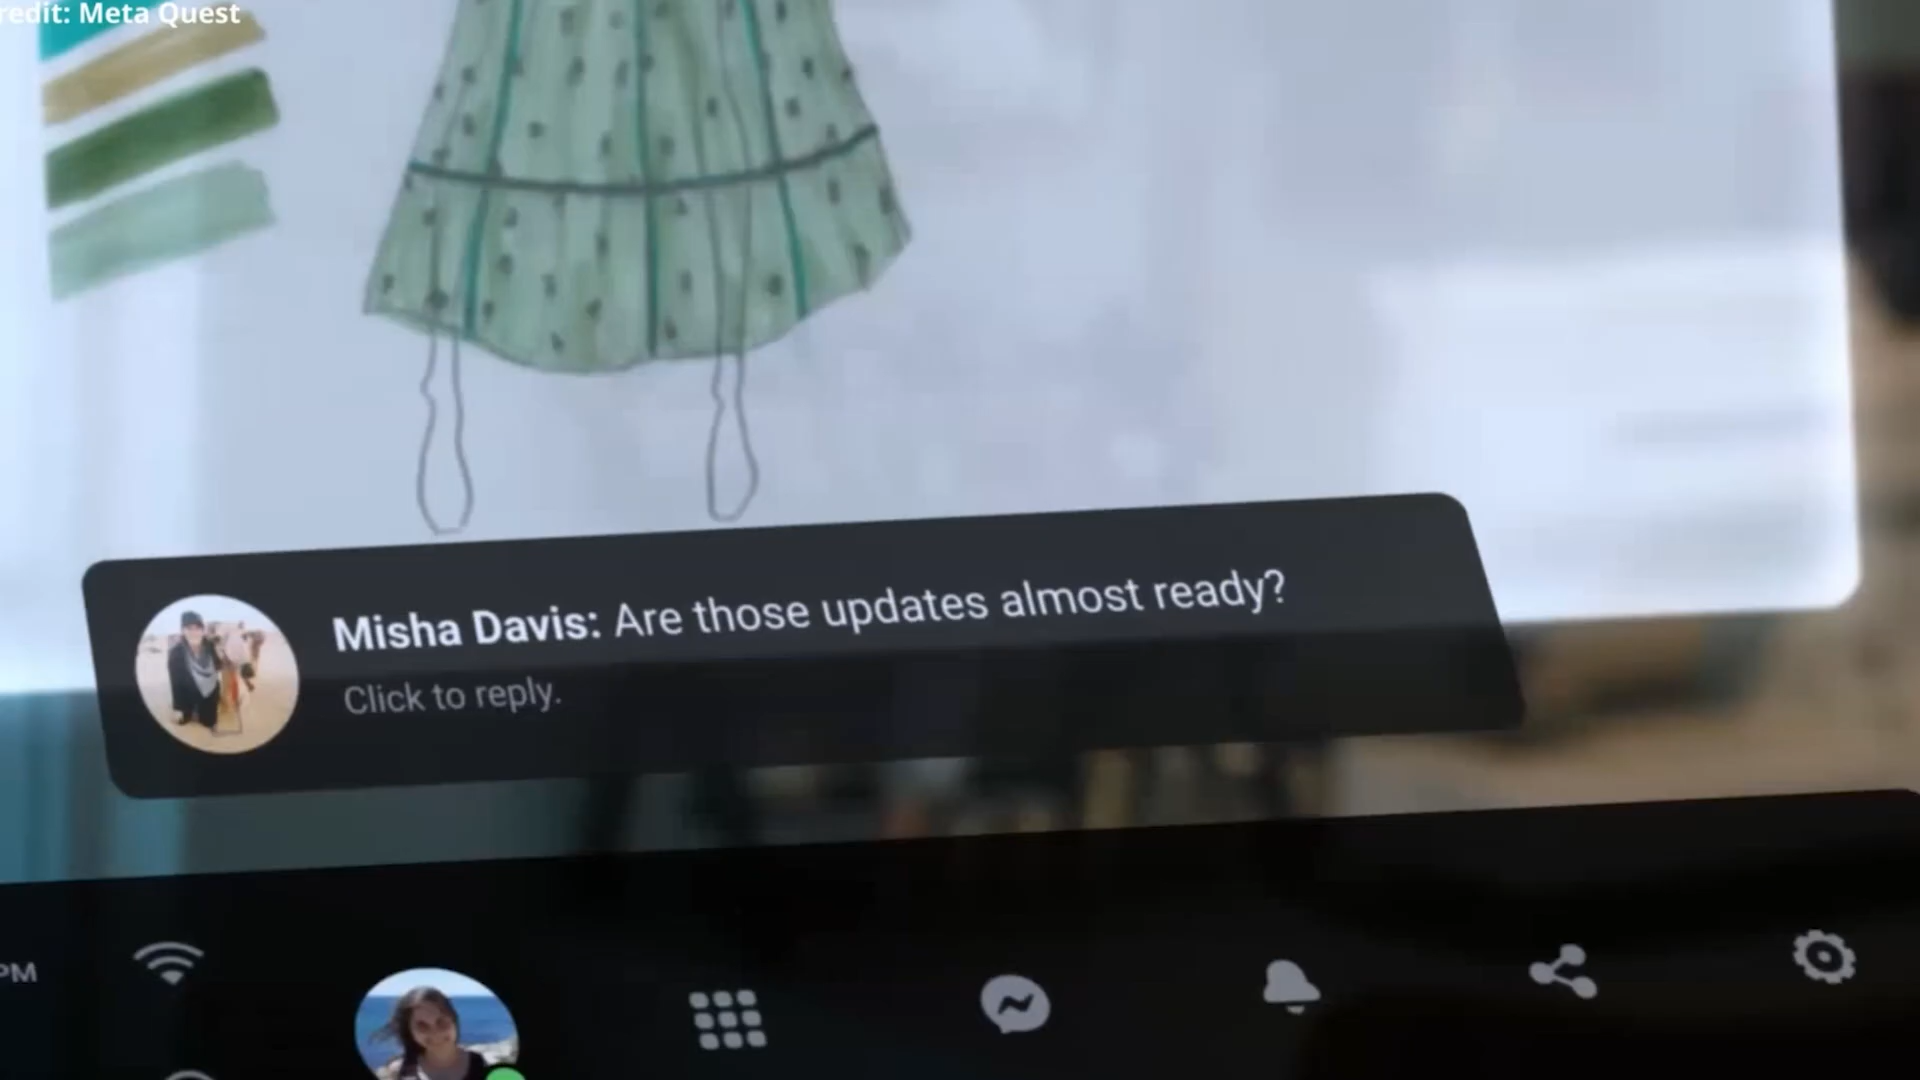 redit: Meta Quest
Misha Davis: Are those updates almost ready?
Click to reply.
PM